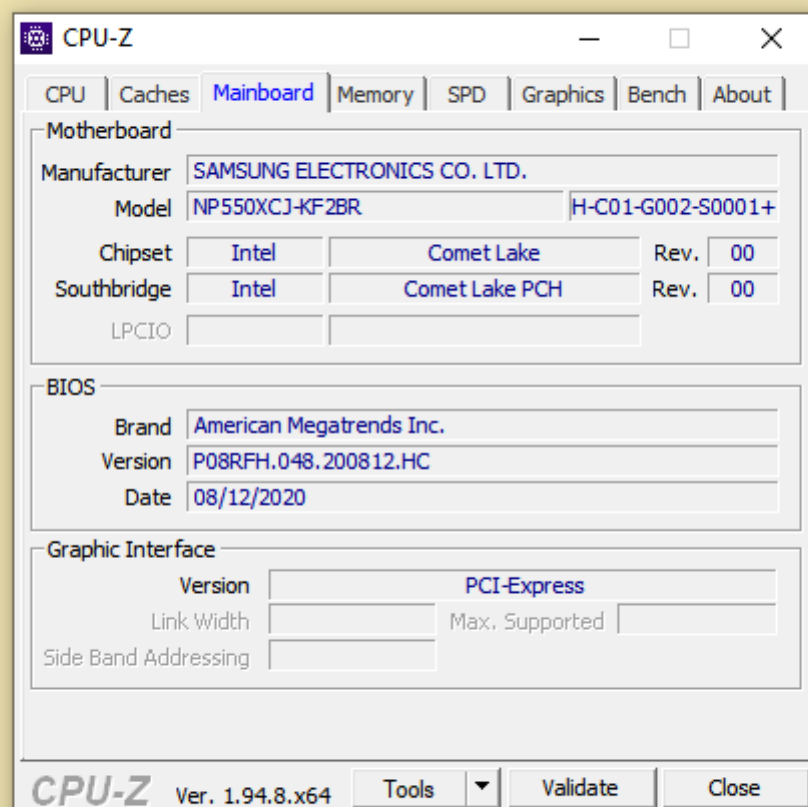 CPU-Z
CPU Caches Mainboard Memory SPD Graphics Bench About
Motherboard
Manufacturer SAMSUNG ELECTRONICS CO. LTD.
Model NP550XCJ-KF2BR H-C01-G002-S0001+
Chipset Intel Comet Lake Rev. 00
Southbridge Intel Comet Lake PCH Rev. 00
LPCIO
BIOS
Brand American Megatrends Inc.
Version P08RFH.048.200812.HC
Date 08/12/2020
Graphic Interface
Version PCI-Express
Link Width Max. Supported
Side Band Addressing
CPU-Z Ver. 1.94.8.x64 Tools Validate Close